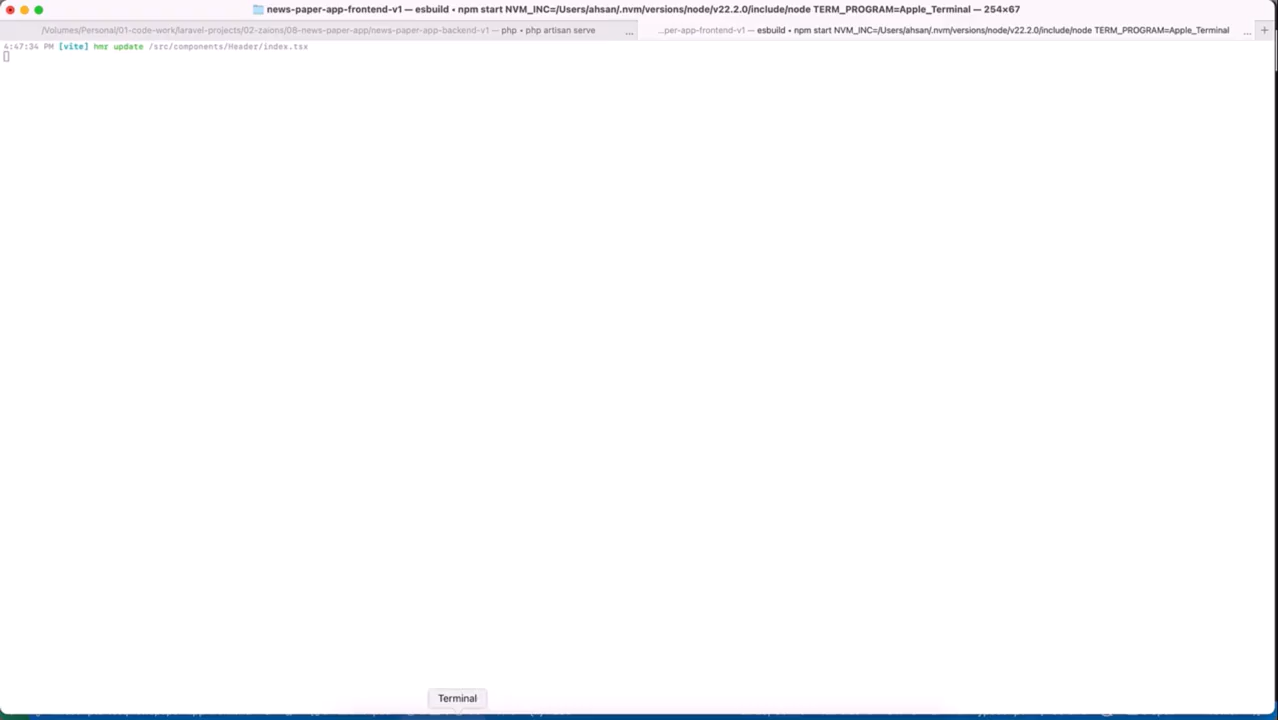 news-paper-app-frontend-v1 — esbuild • npm start NVM_INC=/Users/ahsan/.nvm/versions/node/v22.2.0/include/node TERM_PROGRAM=Apple_Terminal — 254×67
/Volumes/Personal/01-code-work/laravel-projects/02-zaions/08-news-paper-app/news-paper-app-backend-v1 — php • php artisan serve ...
...per-app-frontend-v1 — esbuild • npm start NVM_INC=/Users/ahsan/.nvm/versions/node/v22.2.0/include/node TERM_PROGRAM=Apple_Terminal ... +
4:47:34 PM [vite] hmr update /src/components/Header/index.tsx
Terminal